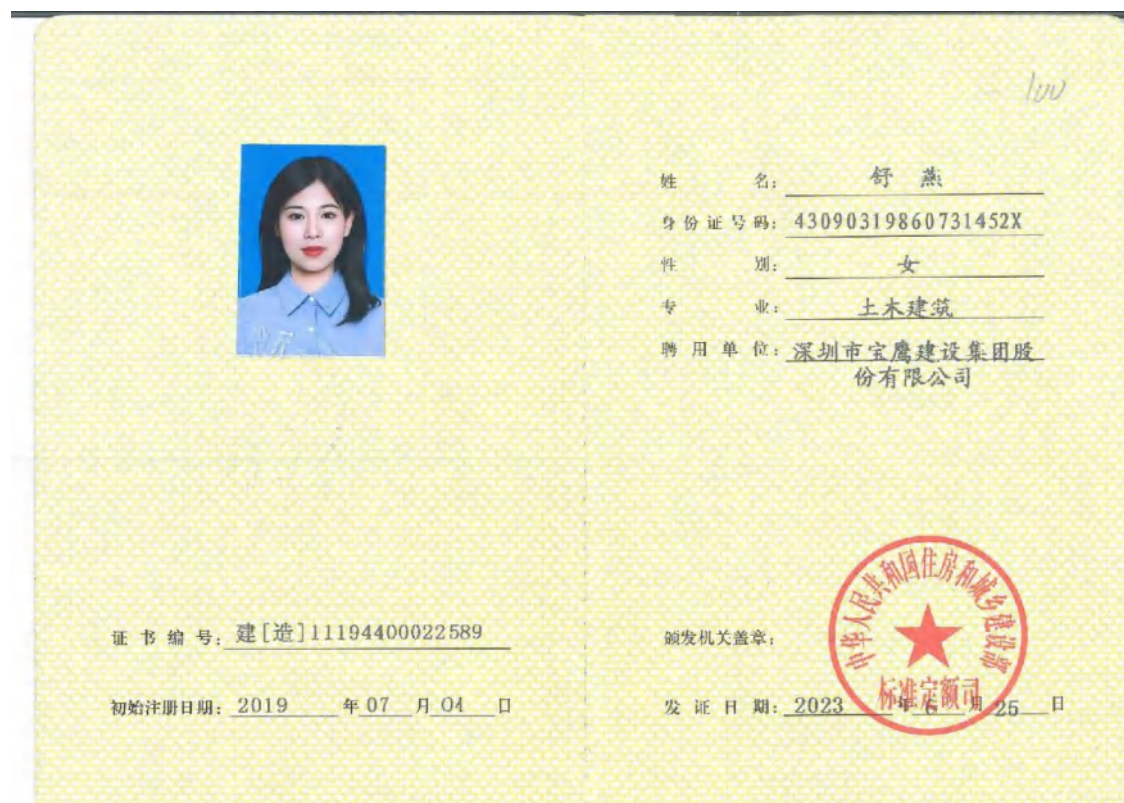 100
姓 名: 舒 燕
身份证号码: 43090319860731452X
性 别: 女
专 业: 土木建筑
聘用单位: 深圳市宝鹰建设集团股
份有限公司
证书编号: 建[造]11194400022589
初始注册日期: 2019 年 07 月 04 日
颁发机关盖章:
中华人民共和国住房和城乡建设部
标准定额司
发证日期: 2023 年 6 月 25 日